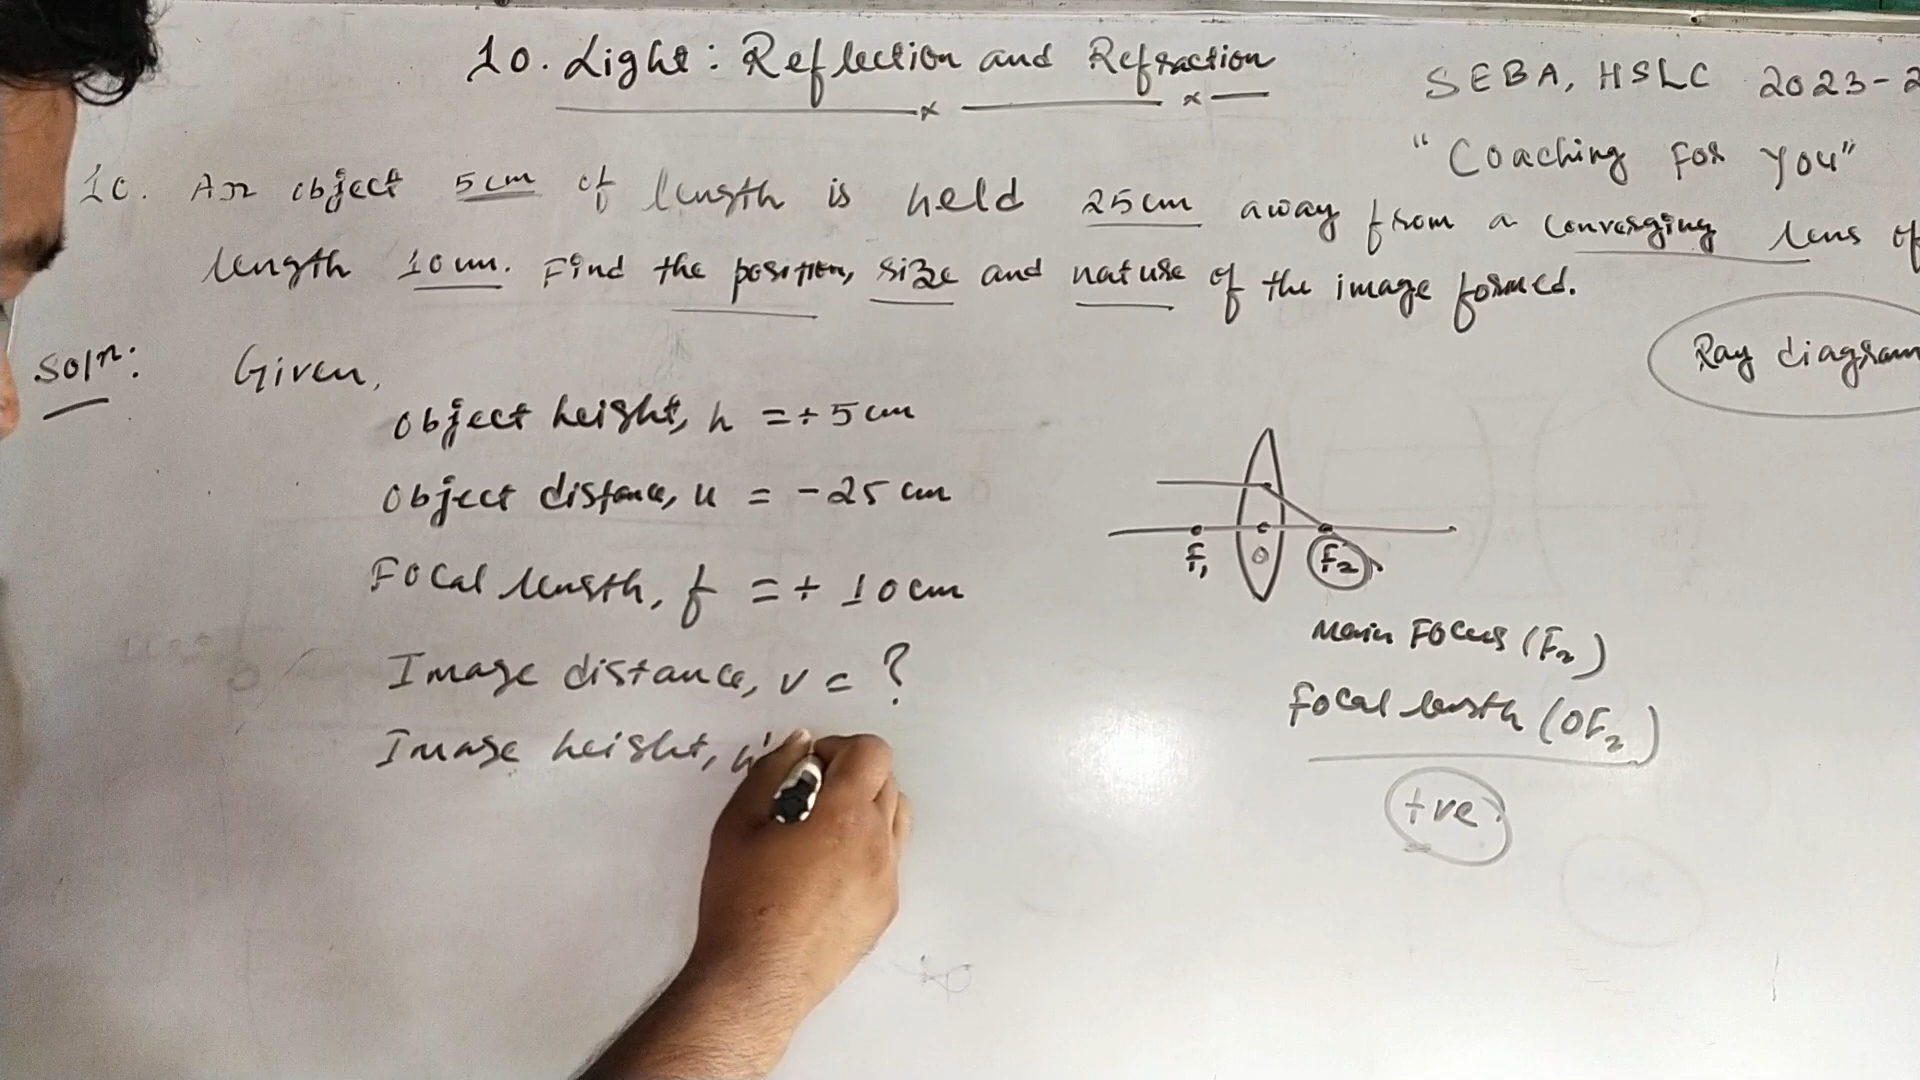 10. Light: Reflection and Refraction
SEBA, HSLC 2023-2
"Coaching For You"
10. An object 5cm of length is held 25cm away from a converging lens of
length 10cm. Find the position, size and nature of the image formed.
Ray diagram
Soln:
Given,
Object height, h = +5cm
Object distance, u = -25 cm
Focal length, f = + 10cm
Image distance, v = ?
Image height, h'
F1
O
F2
Main Focus (F2)
Focal length (OF2)
+ve